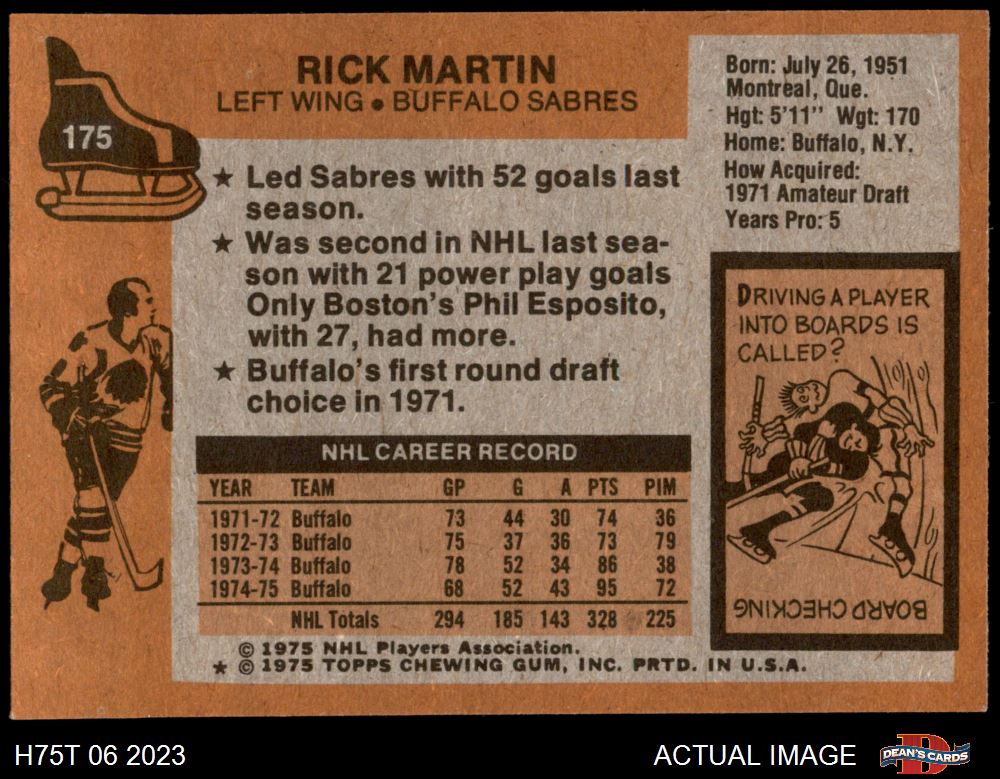 175
RICK MARTIN
LEFT WING • BUFFALO SABRES
★ Led Sabres with 52 goals last
season.
★ Was second in NHL last sea-
son with 21 power play goals
Only Boston's Phil Esposito,
with 27, had more.
★ Buffalo's first round draft
choice in 1971.
NHL CAREER RECORD
YEAR TEAM GP G A PTS PIM
1971-72 Buffalo 73 44 30 74 36
1972-73 Buffalo 75 37 36 73 79
1973-74 Buffalo 78 52 34 86 38
1974-75 Buffalo 68 52 43 95 72
NHL Totals 294 185 143 328 225
© 1975 NHL Players Association.
★ © 1975 TOPPS CHEWING GUM, INC. PRTD. IN U.S.A.
Born: July 26, 1951
Montreal, Que.
Hgt: 5'11" Wgt: 170
Home: Buffalo, N.Y.
How Acquired:
1971 Amateur Draft
Years Pro: 5
DRIVING A PLAYER
INTO BOARDS IS
CALLED?
BOARD CHECKING
H75T 06 2023
ACTUAL IMAGE
D
DEAN'S CARDS